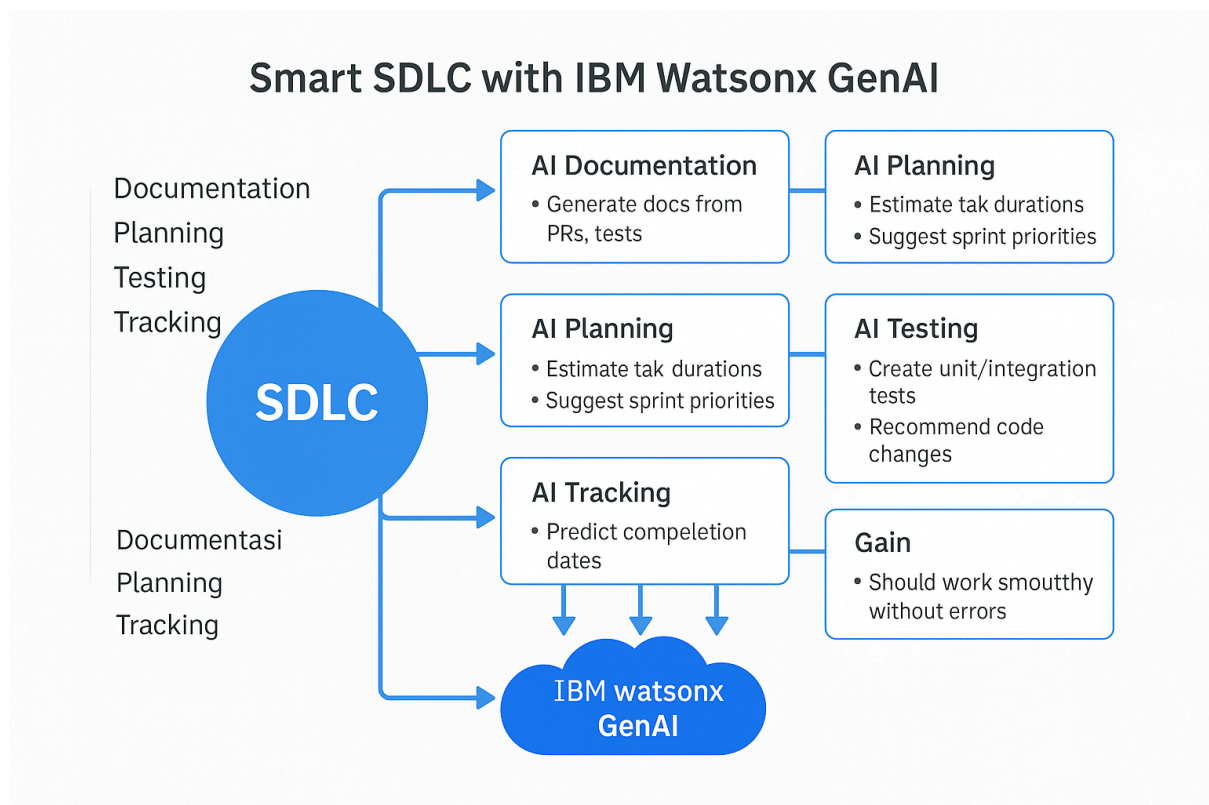 Smart SDLC with IBM Watsonx GenAI
Documentation
Planning
Testing
Tracking
SDLC
Documentasi
Planning
Tracking
AI Documentation
• Generate docs from
PRs, tests
AI Planning
• Estimate tak durations
• Suggest sprint priorities
AI Planning
• Estimate tak durations
• Suggest sprint priorities
AI Testing
• Create unit/integration
tests
• Recommend code
changes
AI Tracking
• Predict compeletion
dates
Gain
• Should work smoutthy
without errors
IBM watsonx
GenAI